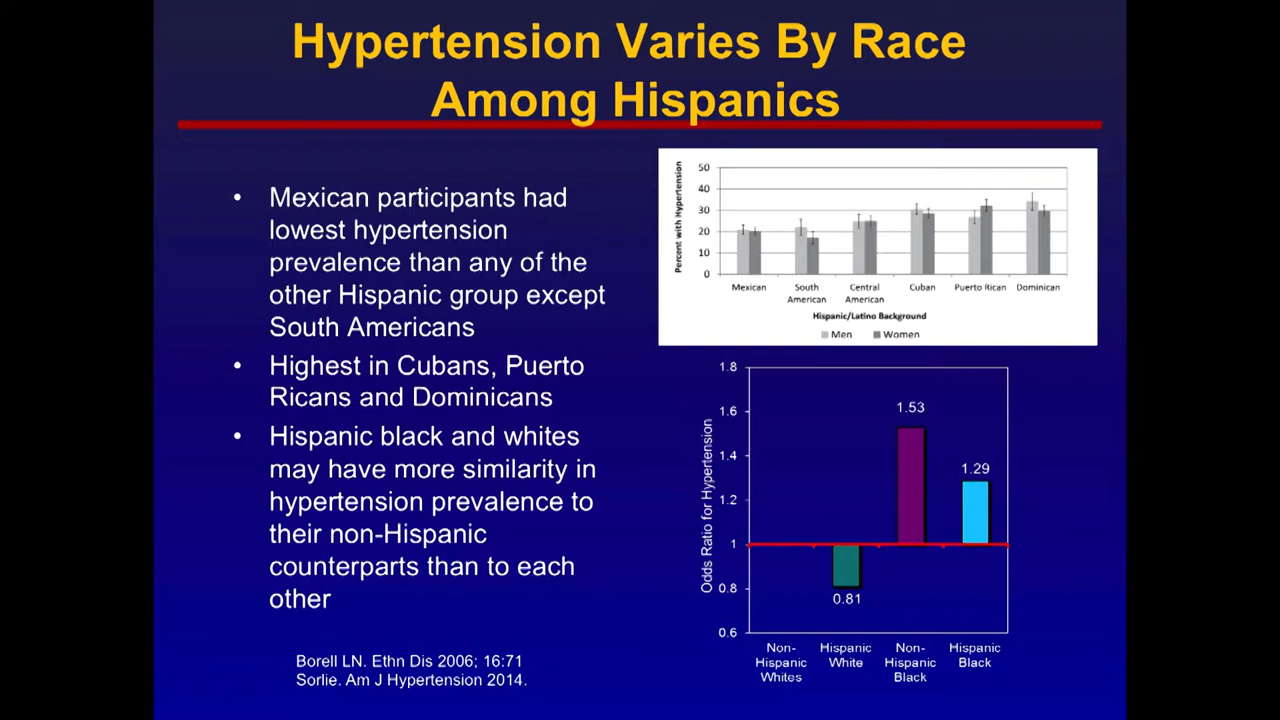 Hypertension Varies By Race
Among Hispanics
• Mexican participants had
lowest hypertension
prevalence than any of the
other Hispanic group except
South Americans
• Highest in Cubans, Puerto
Ricans and Dominicans
• Hispanic black and whites
may have more similarity in
hypertension prevalence to
their non-Hispanic
counterparts than to each
other
Borell LN. Ethn Dis 2006; 16:71
Sorlie. Am J Hypertension 2014.
Percent with Hypertension
50
40
30
20
10
0
Mexican
South
American
Central
American
Cuban
Puerto Rican
Dominican
Hispanic/Latino Background
Men
Women
Odds Ratio for Hypertension
1.8
1.6
1.4
1.2
1
0.8
0.6
0.81
1.53
1.29
Non-
Hispanic
Whites
Hispanic
White
Non-
Hispanic
Black
Hispanic
Black